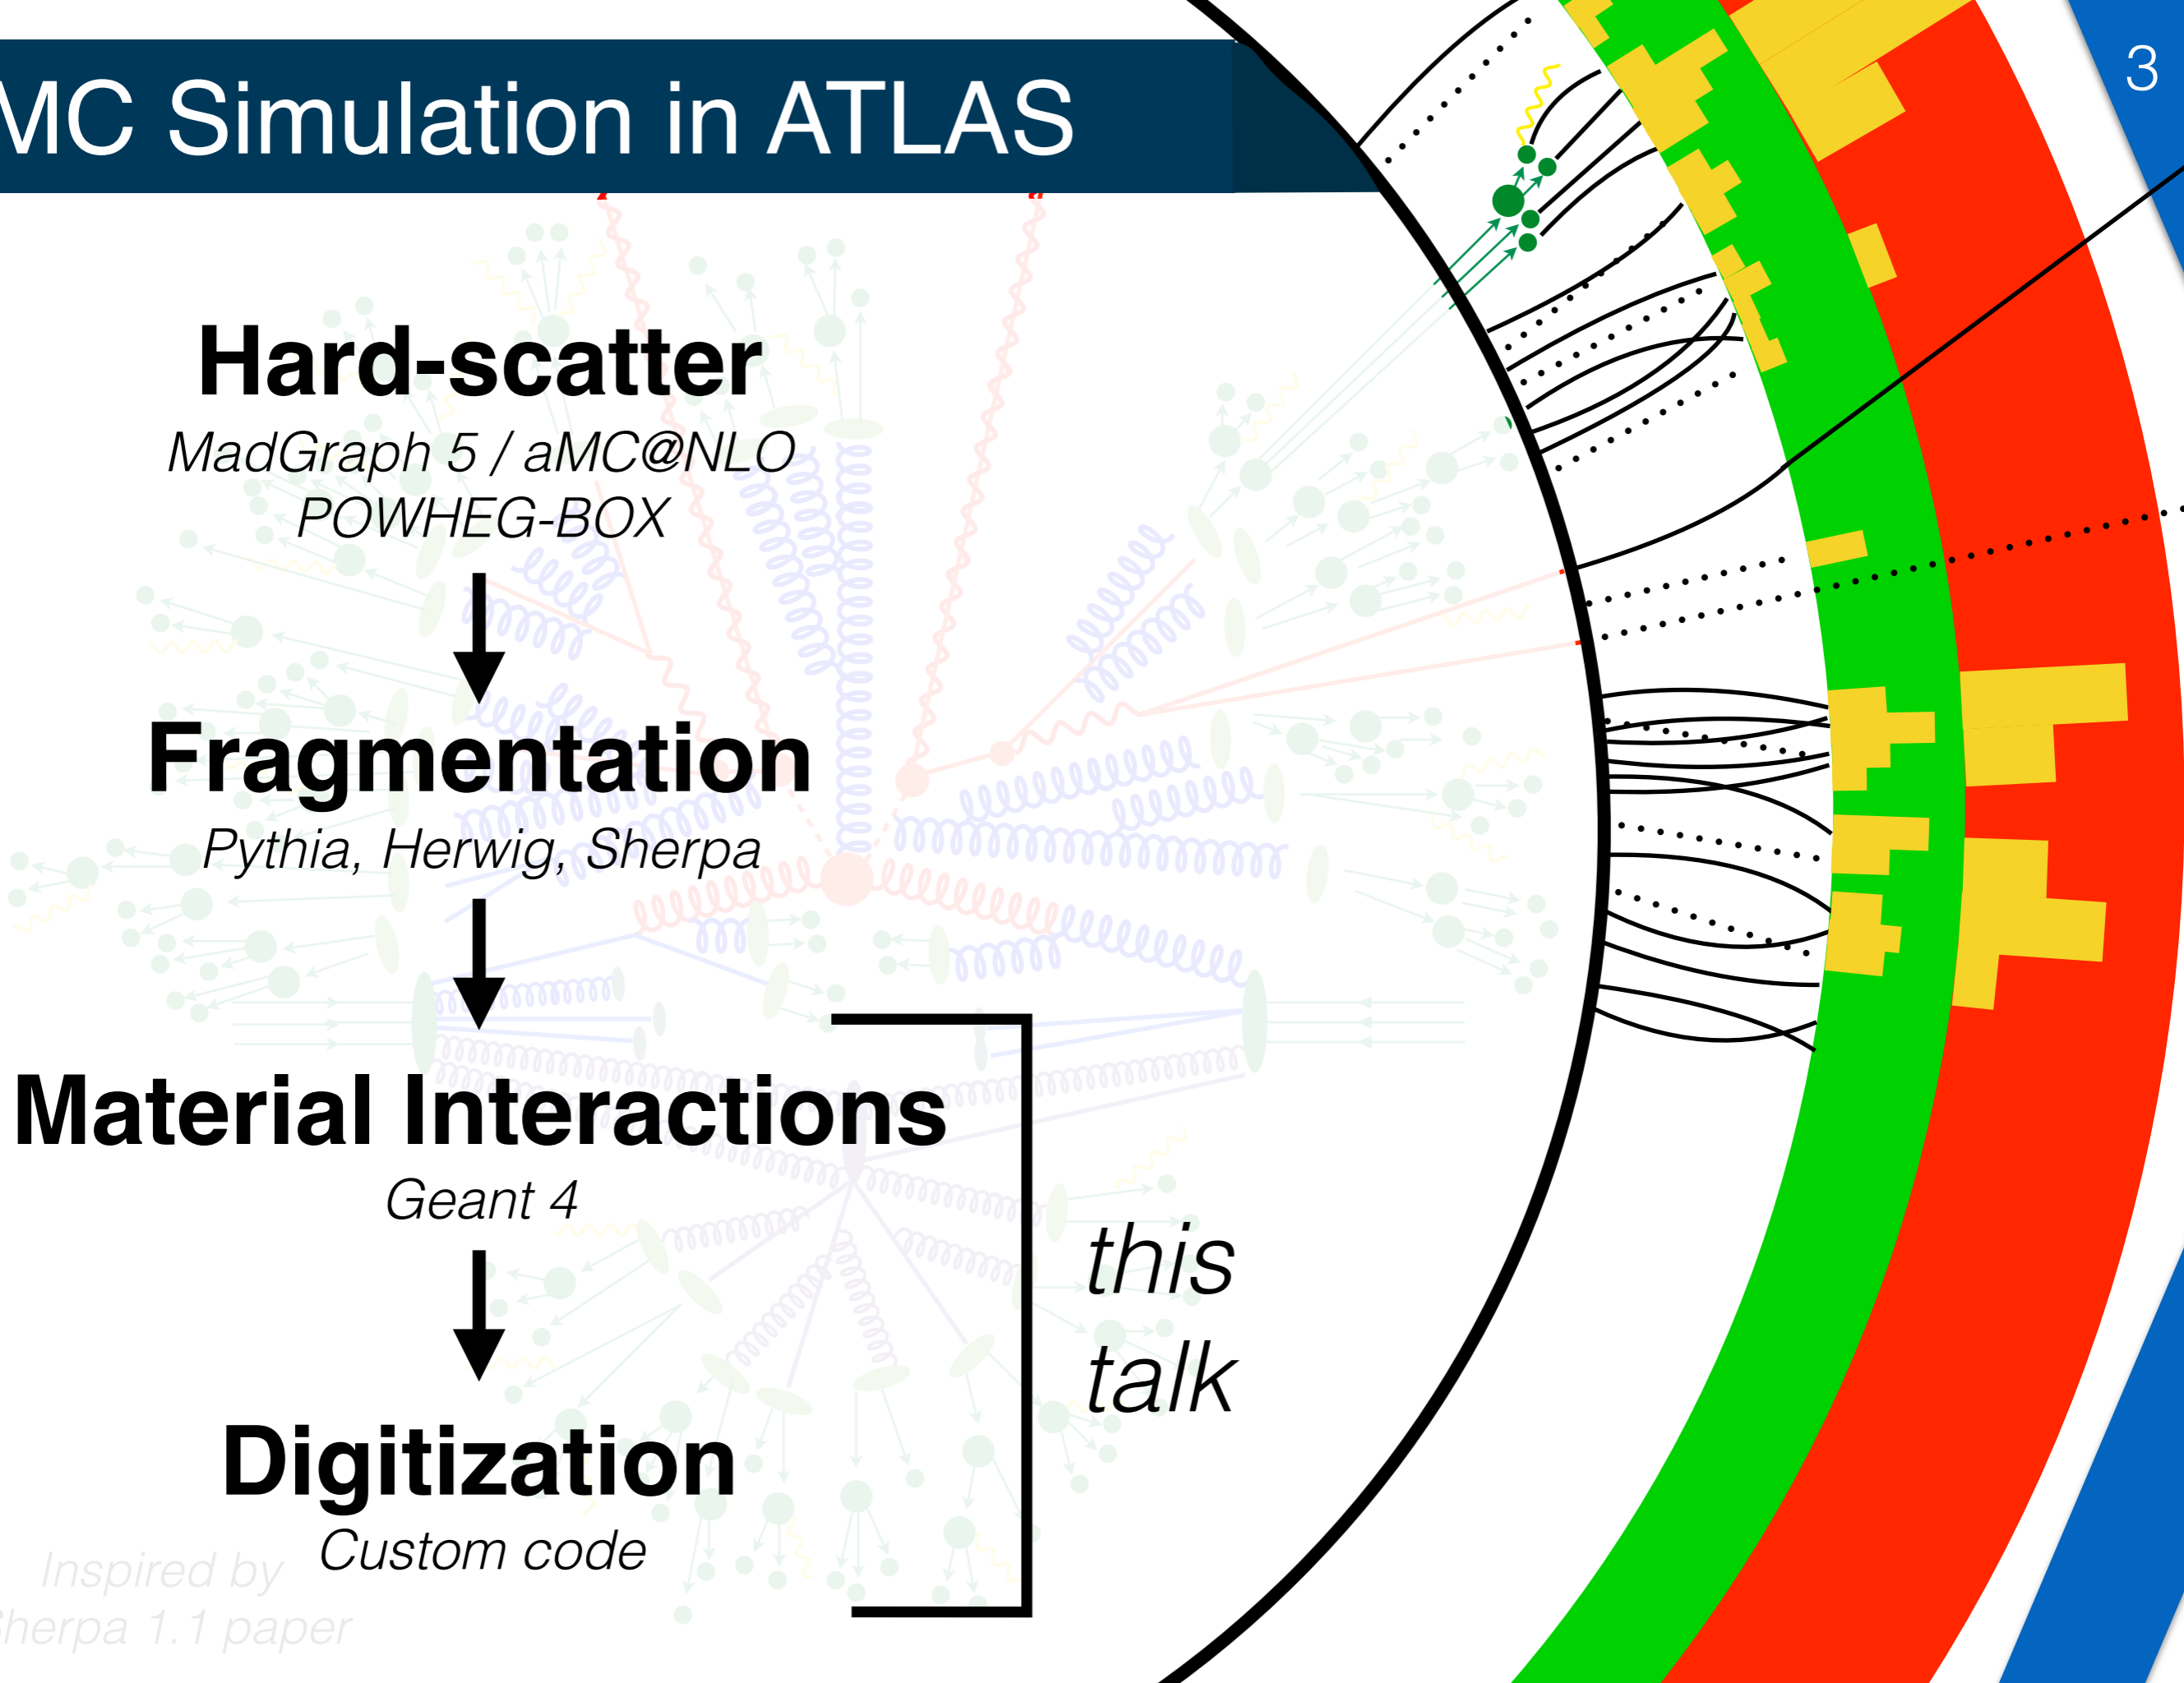 MC Simulation in ATLAS
3
Hard-scatter
MadGraph 5 / aMC@NLO
POWHEG-BOX
Fragmentation
Pythia, Herwig, Sherpa
Material Interactions
Geant 4
this
talk
Digitization
Custom code
Inspired by
Sherpa 1.1 paper